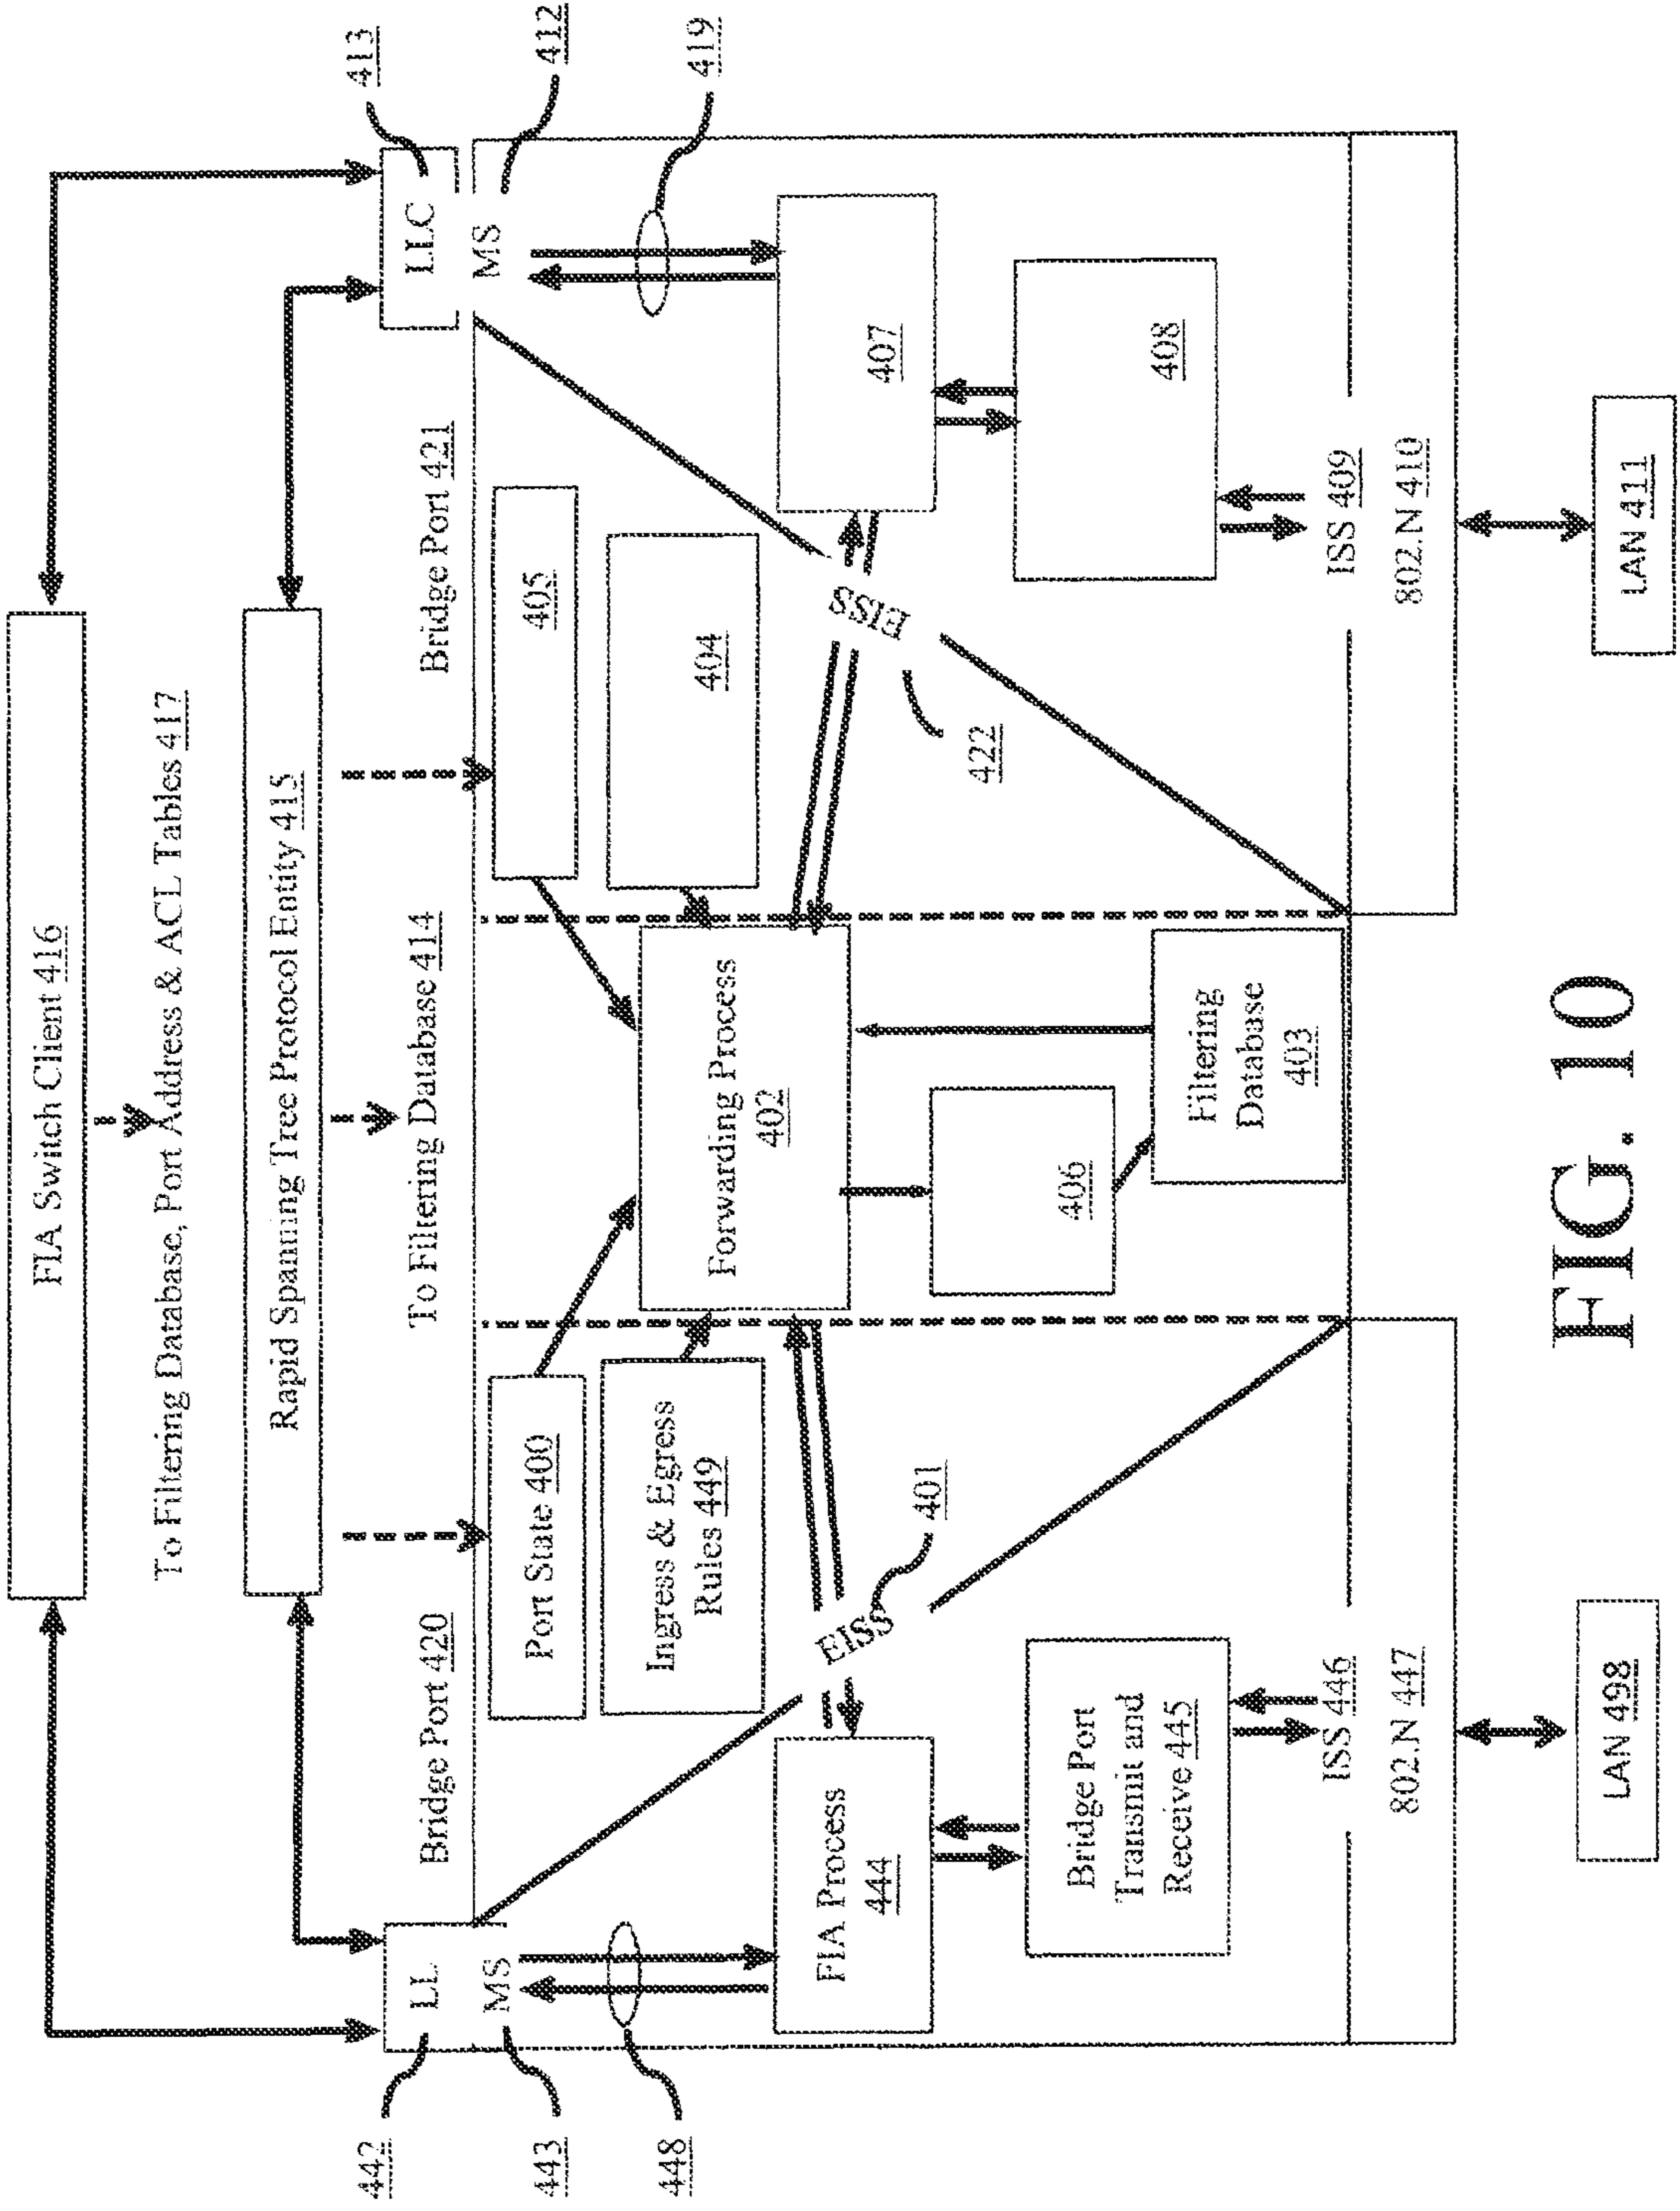 FIA Switch Client 416
To Filtering Database, Port Address & ACL Tables 417
Rapid Spanning Tree Protocol Entity 415
To Filtering Database 414
Bridge Port 420
Bridge Port 421
442
LL
443
MS
448
LLC
413
MS
412
419
Port State 400
405
Ingress & Egress
Rules 449
404
Forwarding Process
402
EISS
401
EISS
422
FIA Process
444
407
406
Bridge Port
Transmit and
Receive 445
408
Filtering
Database
403
ISS 446
ISS 409
802.N 447
802.N 410
LAN 498
LAN 411
FIG. 10